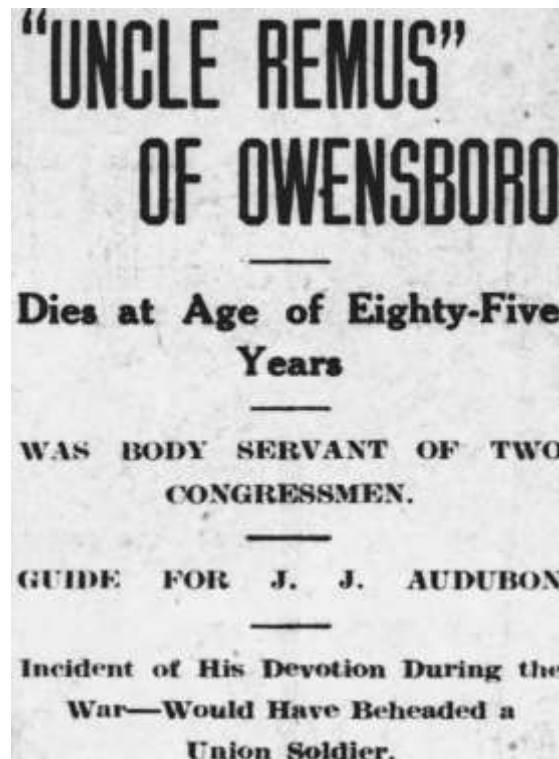 "UNCLE REMUS"
OF OWENSBORO
Dies at Age of Eighty-Five
Years
WAS BODY SERVANT OF TWO
CONGRESSMEN.
GUIDE FOR J. J. AUDUBON
Incident of His Devotion During the
War—Would Have Beheaded a
Union Soldier.